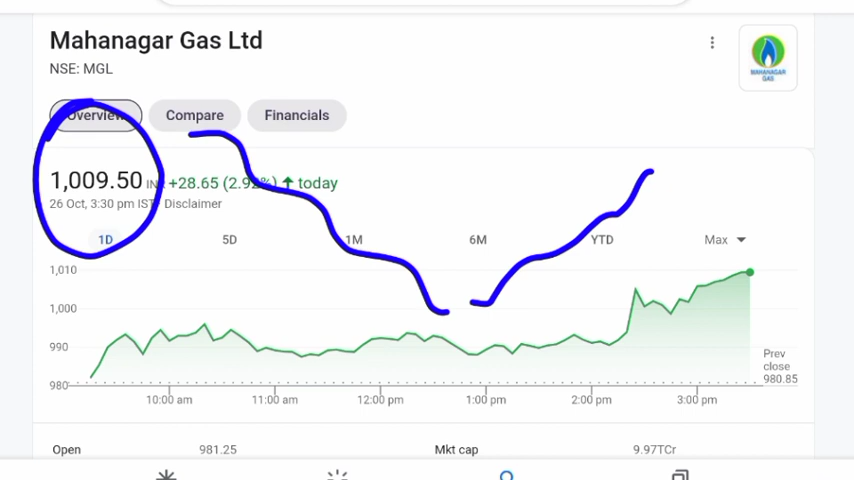 Mahanagar Gas Ltd
NSE: MGL
MAHANAGAR
GAS
Overview Compare Financials
1,009.50 +28.65 (2.92%) ↑ today
26 Oct, 3:30 pm IST Disclaimer
1D 5D 1M 6M YTD Max
1,010
1,000
990
980
Prev
close
980.85
10:00 am 11:00 am 12:00 pm 1:00 pm 2:00 pm 3:00 pm
Open 981.25 Mkt cap 9.97TCr